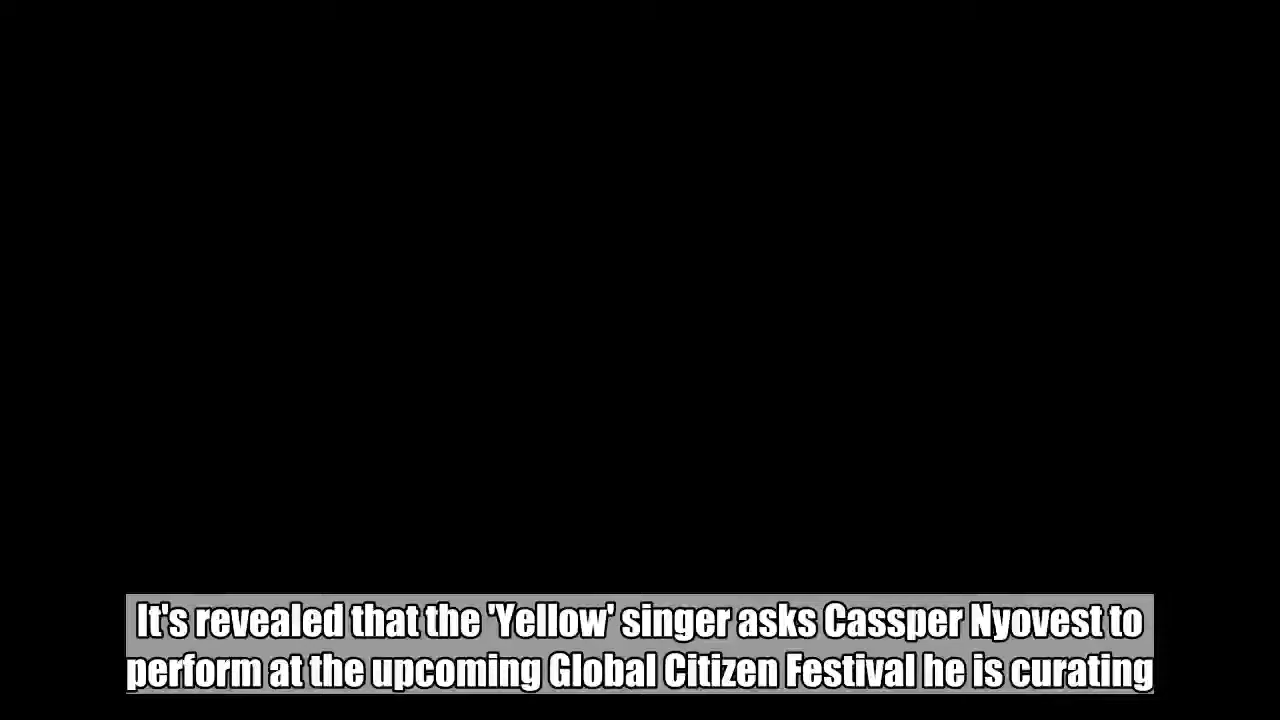 It's revealed that the 'Yellow' singer asks Cassper Nyovest to
perform at the upcoming Global Citizen Festival he is curating